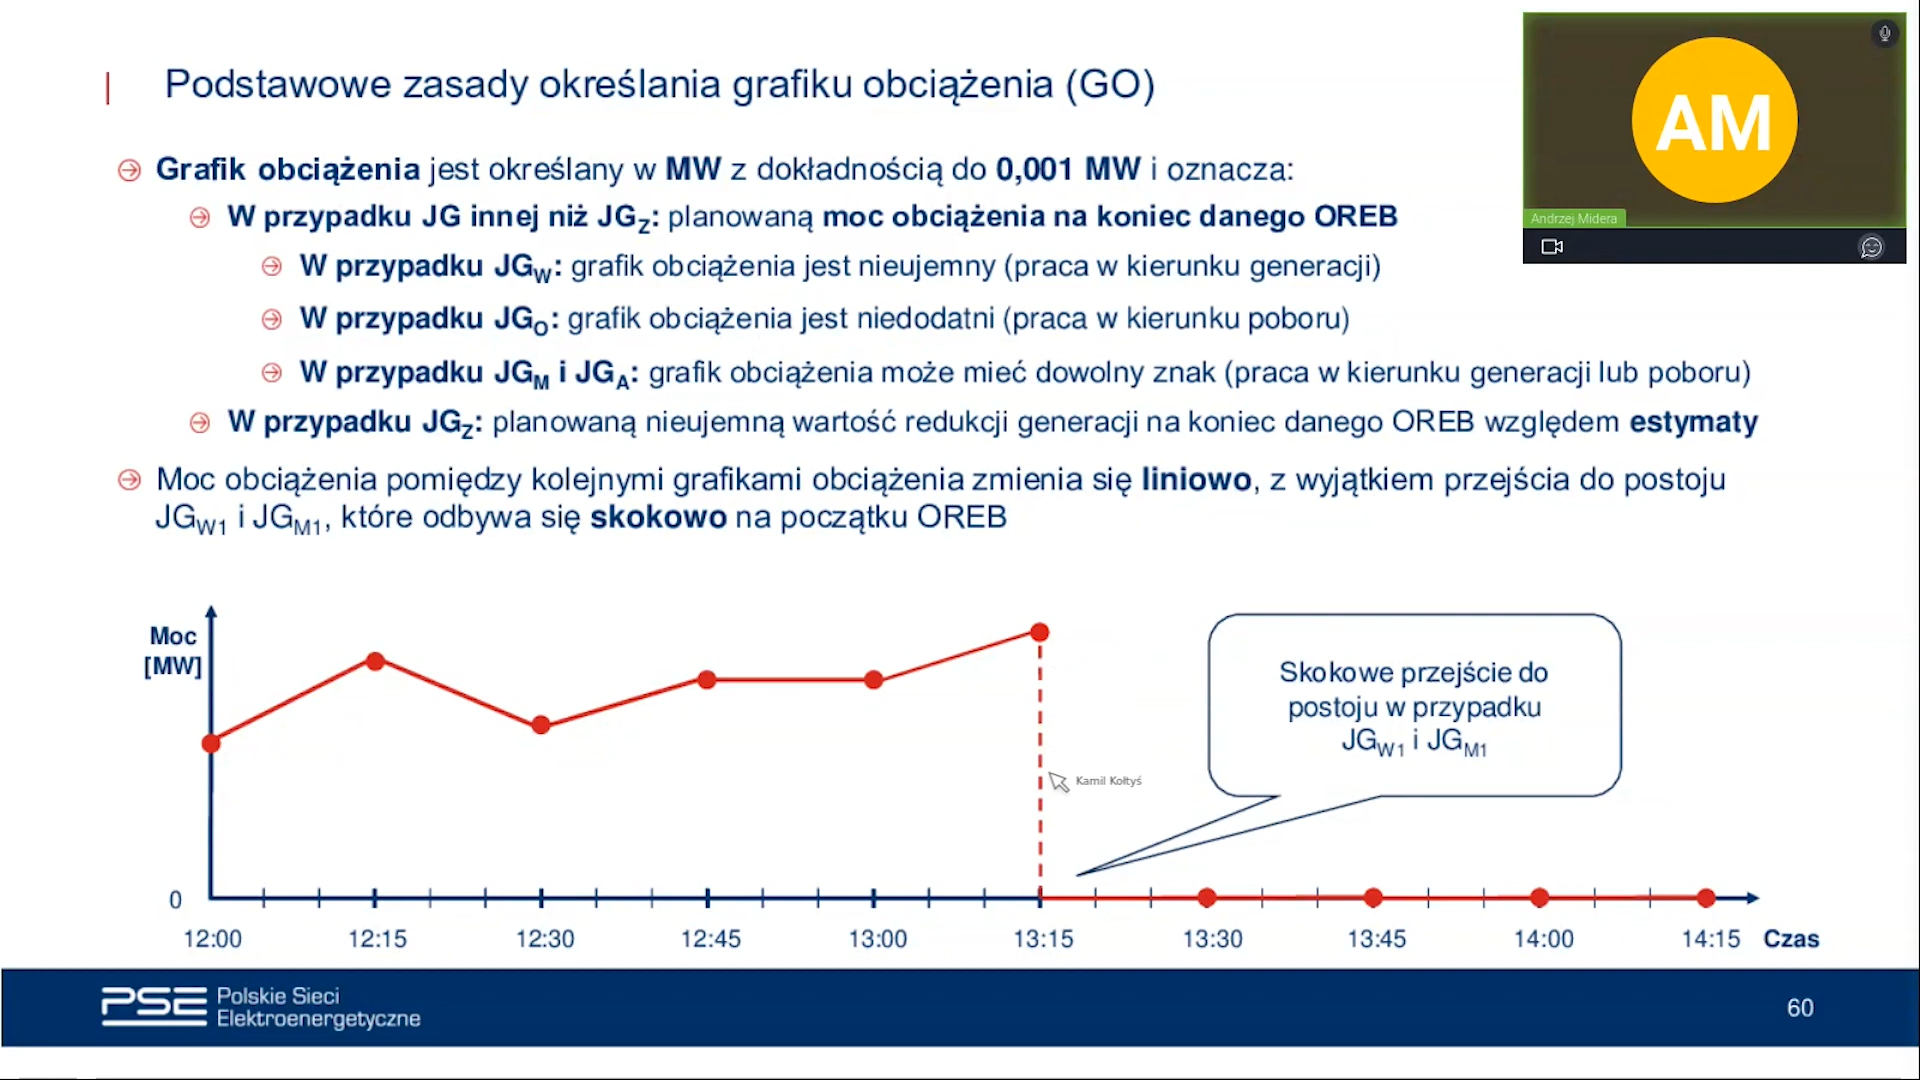 Podstawowe zasady określania grafiku obciążenia (GO)
AM
Andrzej Midera
Grafik obciążenia jest określany w MW z dokładnością do 0,001 MW i oznacza:
W przypadku JG innej niż JGZ: planowaną moc obciążenia na koniec danego OREB
W przypadku JGW: grafik obciążenia jest nieujemny (praca w kierunku generacji)
W przypadku JGO: grafik obciążenia jest niedodatni (praca w kierunku poboru)
W przypadku JGM i JGA: grafik obciążenia może mieć dowolny znak (praca w kierunku generacji lub poboru)
W przypadku JGZ: planowaną nieujemną wartość redukcji generacji na koniec danego OREB względem estymaty
Moc obciążenia pomiędzy kolejnymi grafikami obciążenia zmienia się liniowo, z wyjątkiem przejścia do postoju
JGW1 i JGM1, które odbywa się skokowo na początku OREB
Moc
[MW]
Skokowe przejście do
postoju w przypadku
JGW1 i JGM1
Kamil Kołtyś
0
12:00 12:15 12:30 12:45 13:00 13:15 13:30 13:45 14:00 14:15 Czas
PSE Polskie Sieci
Elektroenergetyczne
60